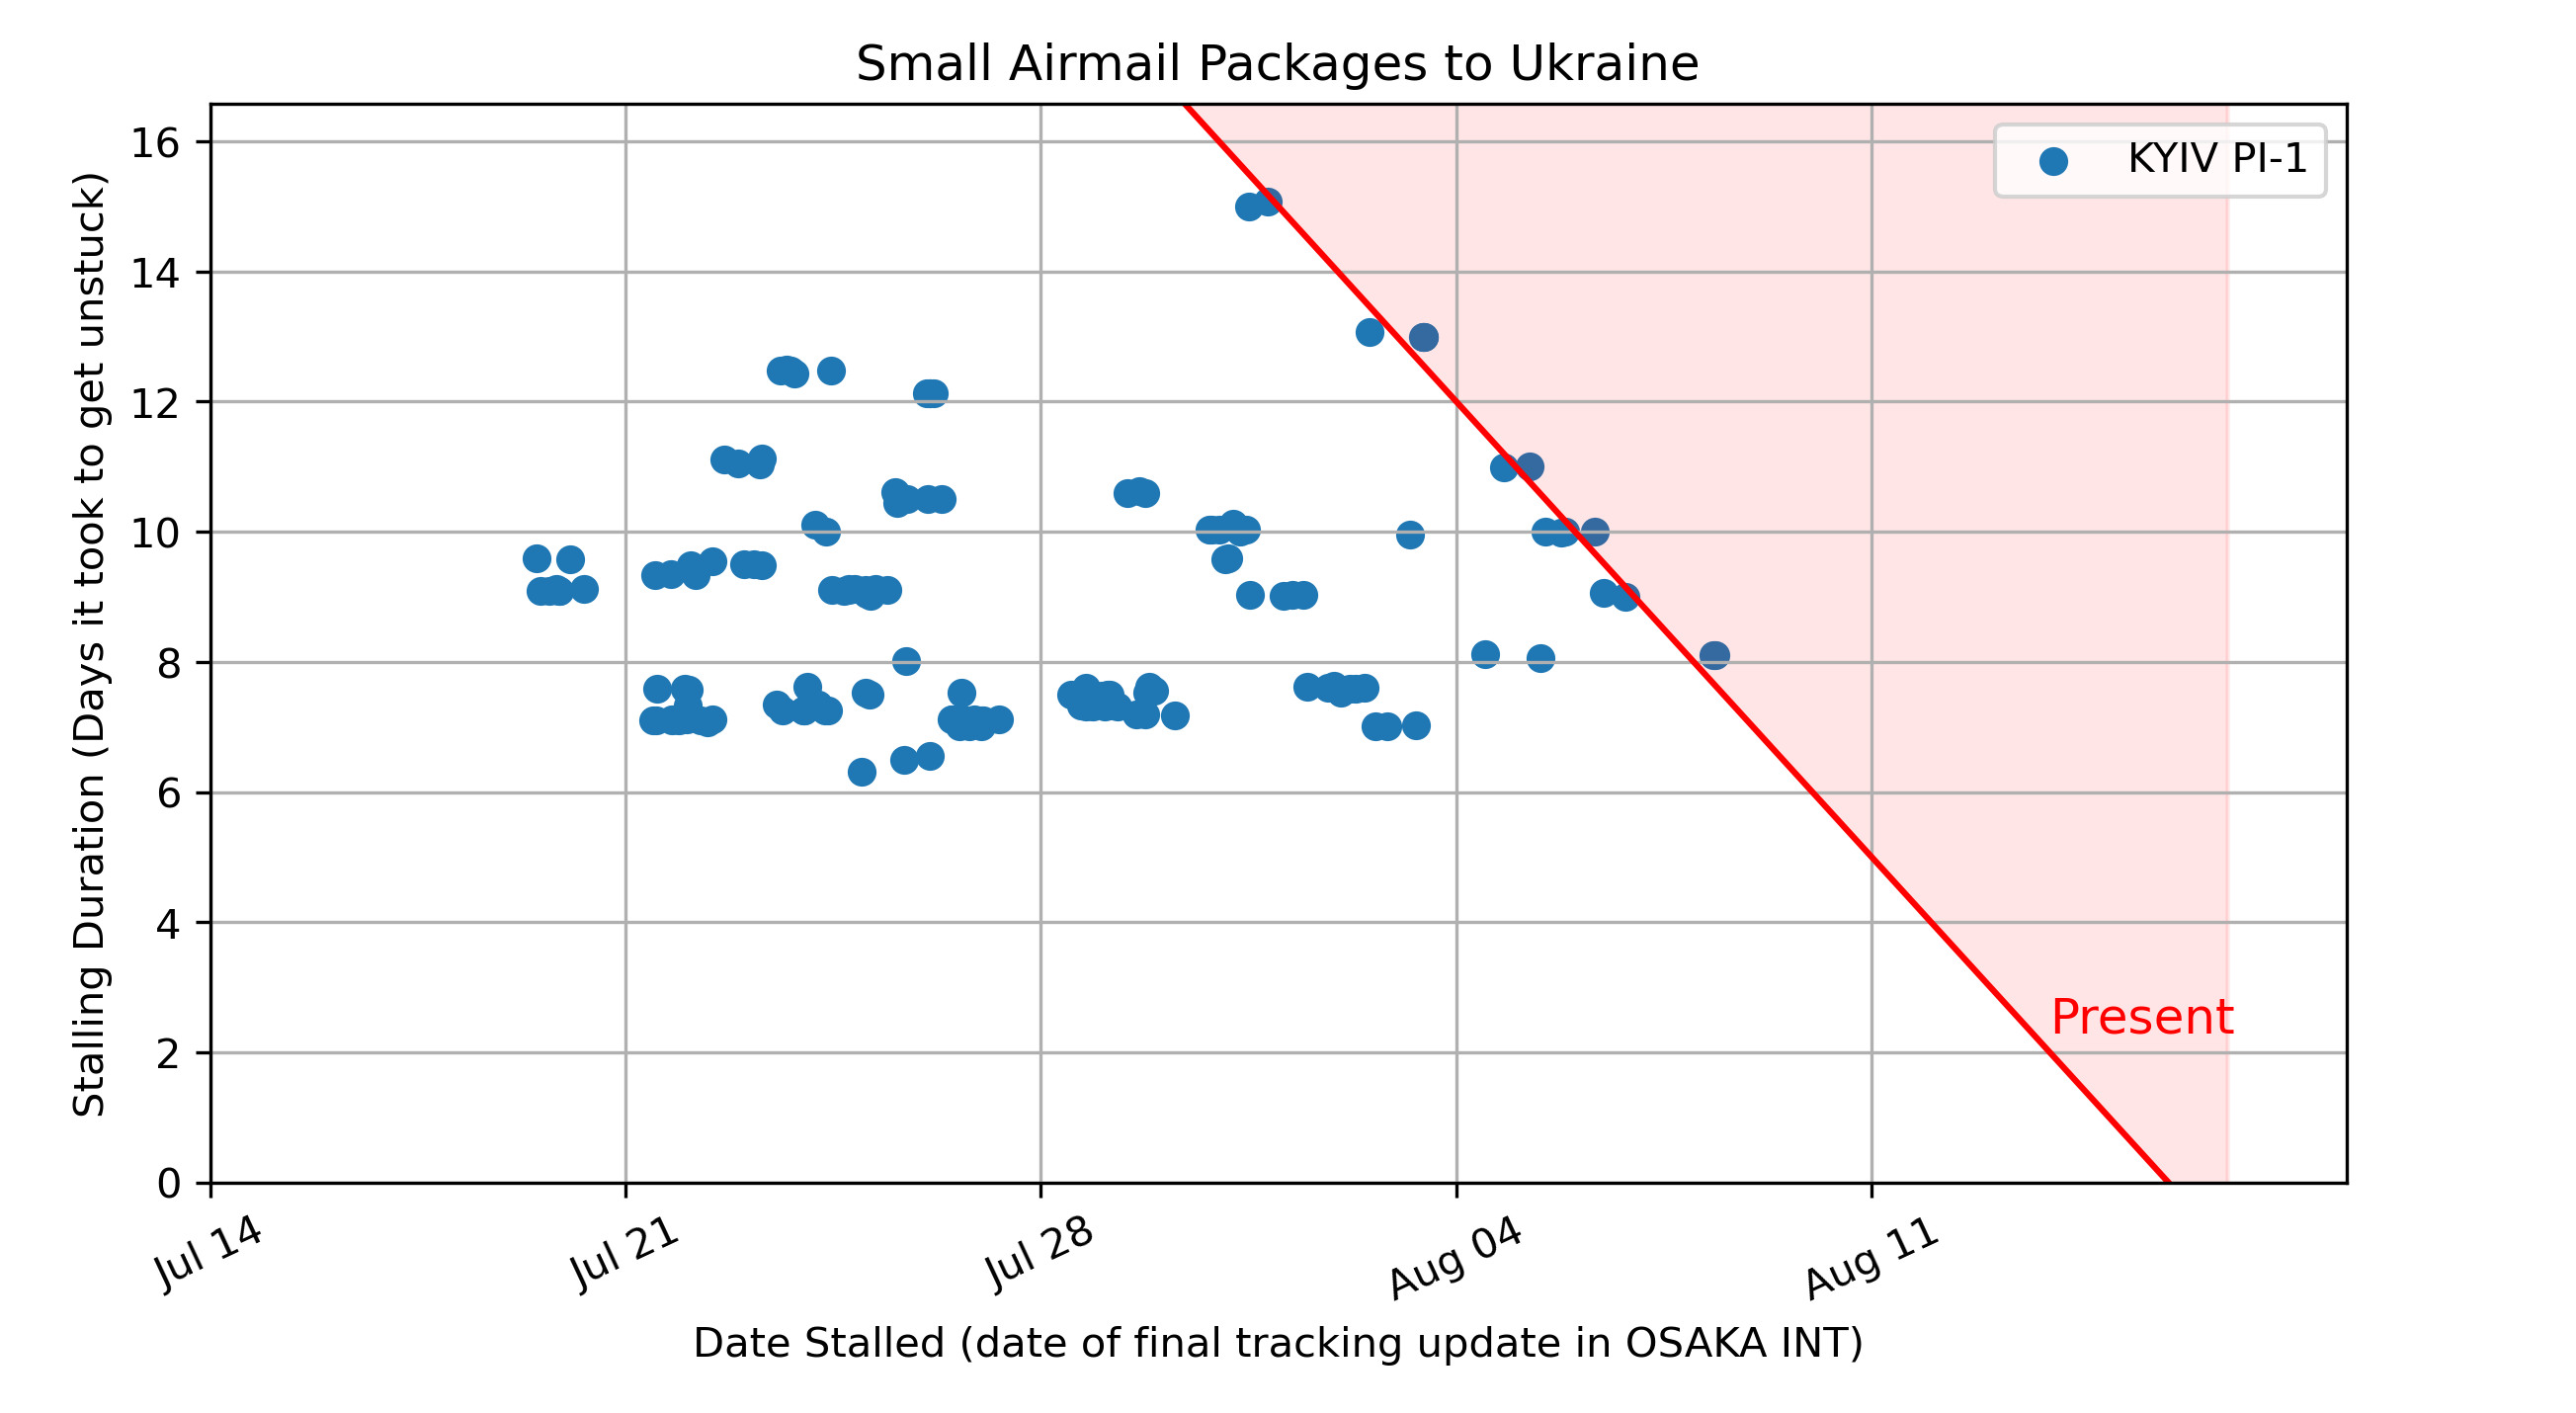 Small Airmail Packages to Ukraine
KYIV PI-1
Stalling Duration (Days it took to get unstuck)
16
14
12
10
8
6
4
2
0
Present
Jul 14
Jul 21
Jul 28
Aug 04
Aug 11
Date Stalled (date of final tracking update in OSAKA INT)